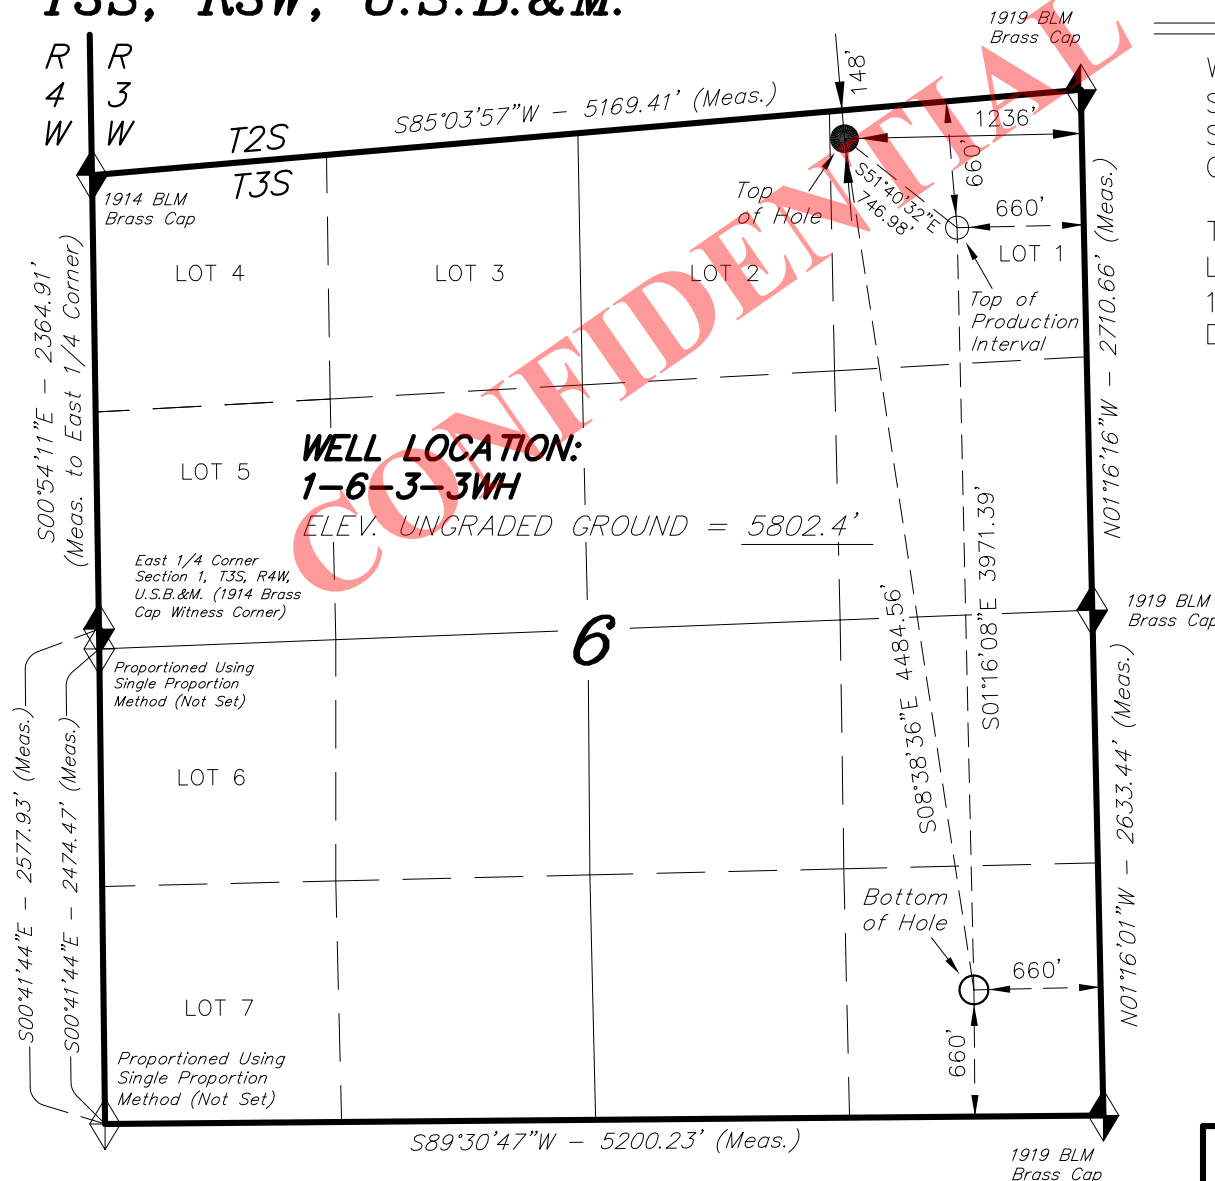 T3S, R3W, U.S.B.&M.
1919 BLM
Brass Cap
R R
4 3
W W
T2S
T3S
S85°03'57"W - 5169.41' (Meas.)
148'
1236'
660'
660'
1914 BLM
Brass Cap
Top
of Hole
S51°40'32"E
746.98'
LOT 4
LOT 3
LOT 2
LOT 1
Top of
Production
Interval
S00°54'11"E - 2364.91'
(Meas. to East 1/4 Corner)
N01°16'16"W - 2710.66' (Meas.)
CONFIDENTIAL
WELL LOCATION:
1-6-3-3WH
ELEV. UNGRADED GROUND = 5802.4'
LOT 5
East 1/4 Corner
Section 1, T3S, R4W,
U.S.B.&M. (1914 Brass
Cap Witness Corner)
6
1919 BLM
Brass Cap
Proportioned Using
Single Proportion
Method (Not Set)
S08°38'36"E 4484.56'
S01°16'08"E 3971.39'
LOT 6
S00°41'44"E - 2577.93' (Meas.)
S00°41'44"E - 2474.47' (Meas.)
N01°16'01"W - 2633.44' (Meas.)
Bottom
of Hole
660'
660'
LOT 7
Proportioned Using
Single Proportion
Method (Not Set)
S89°30'47"W - 5200.23' (Meas.)
1919 BLM
Brass Cap